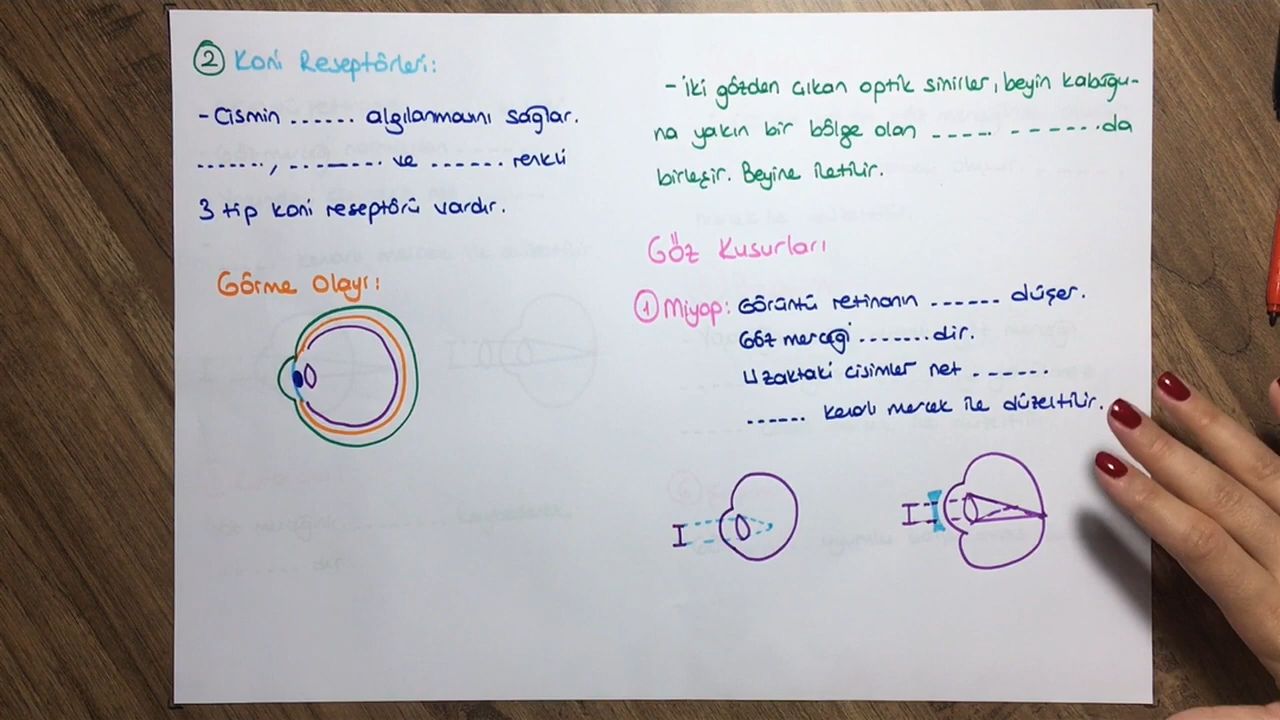 2 Koni Reseptörleri:
- Cismin ...... algılanmasını sağlar.
......., ........ ve ...... renkli
3 tip koni reseptörü vardır.
Görme Olayı:
- İki gözden çıkan optik sinirler, beyin kabuğu-
na yakın bir bölge olan ----. -------da
birleşir. Beyine iletilir.
Göz Kusurları
1 Miyop: Görüntü retinanın ------ düşer.
Göz merceği .......dir.
Uzaktaki cisimler net ------.
------ kenarlı mercek ile düzeltilir.